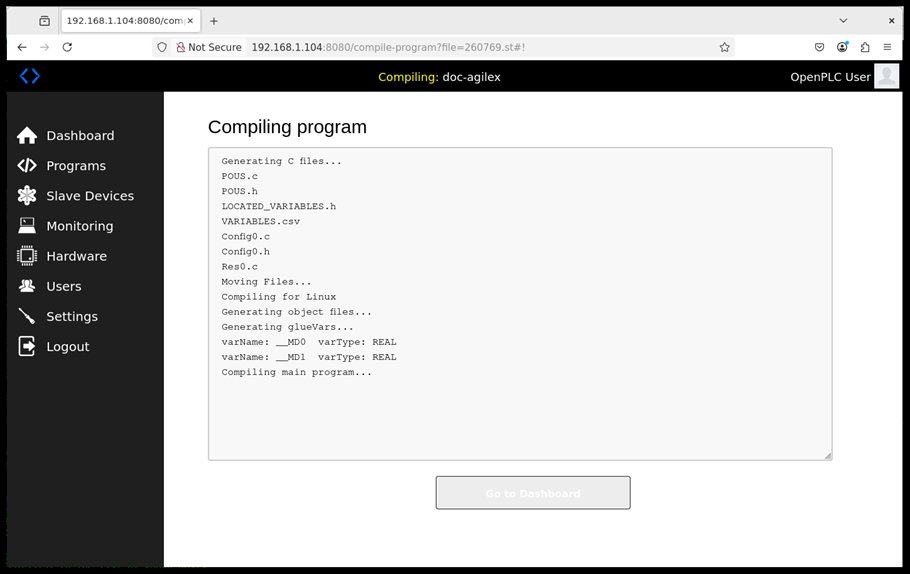 192.168.1.104:8080/com
Not Secure
192.168.1.104:8080/compile-program?file=260769.st#!
Compiling: doc-agilex
OpenPLC User
Dashboard
Programs
Slave Devices
Monitoring
Hardware
Users
Settings
Logout
Compiling program
Generating C files...
POUS.c
POUS.h
LOCATED_VARIABLES.h
VARIABLES.csv
Config0.c
Config0.h
Res0.c
Moving Files...
Compiling for Linux
Generating object files...
Generating glueVars...
varName: __MD0 varType: REAL
varName: __MD1 varType: REAL
Compiling main program...
Go to Dashboard